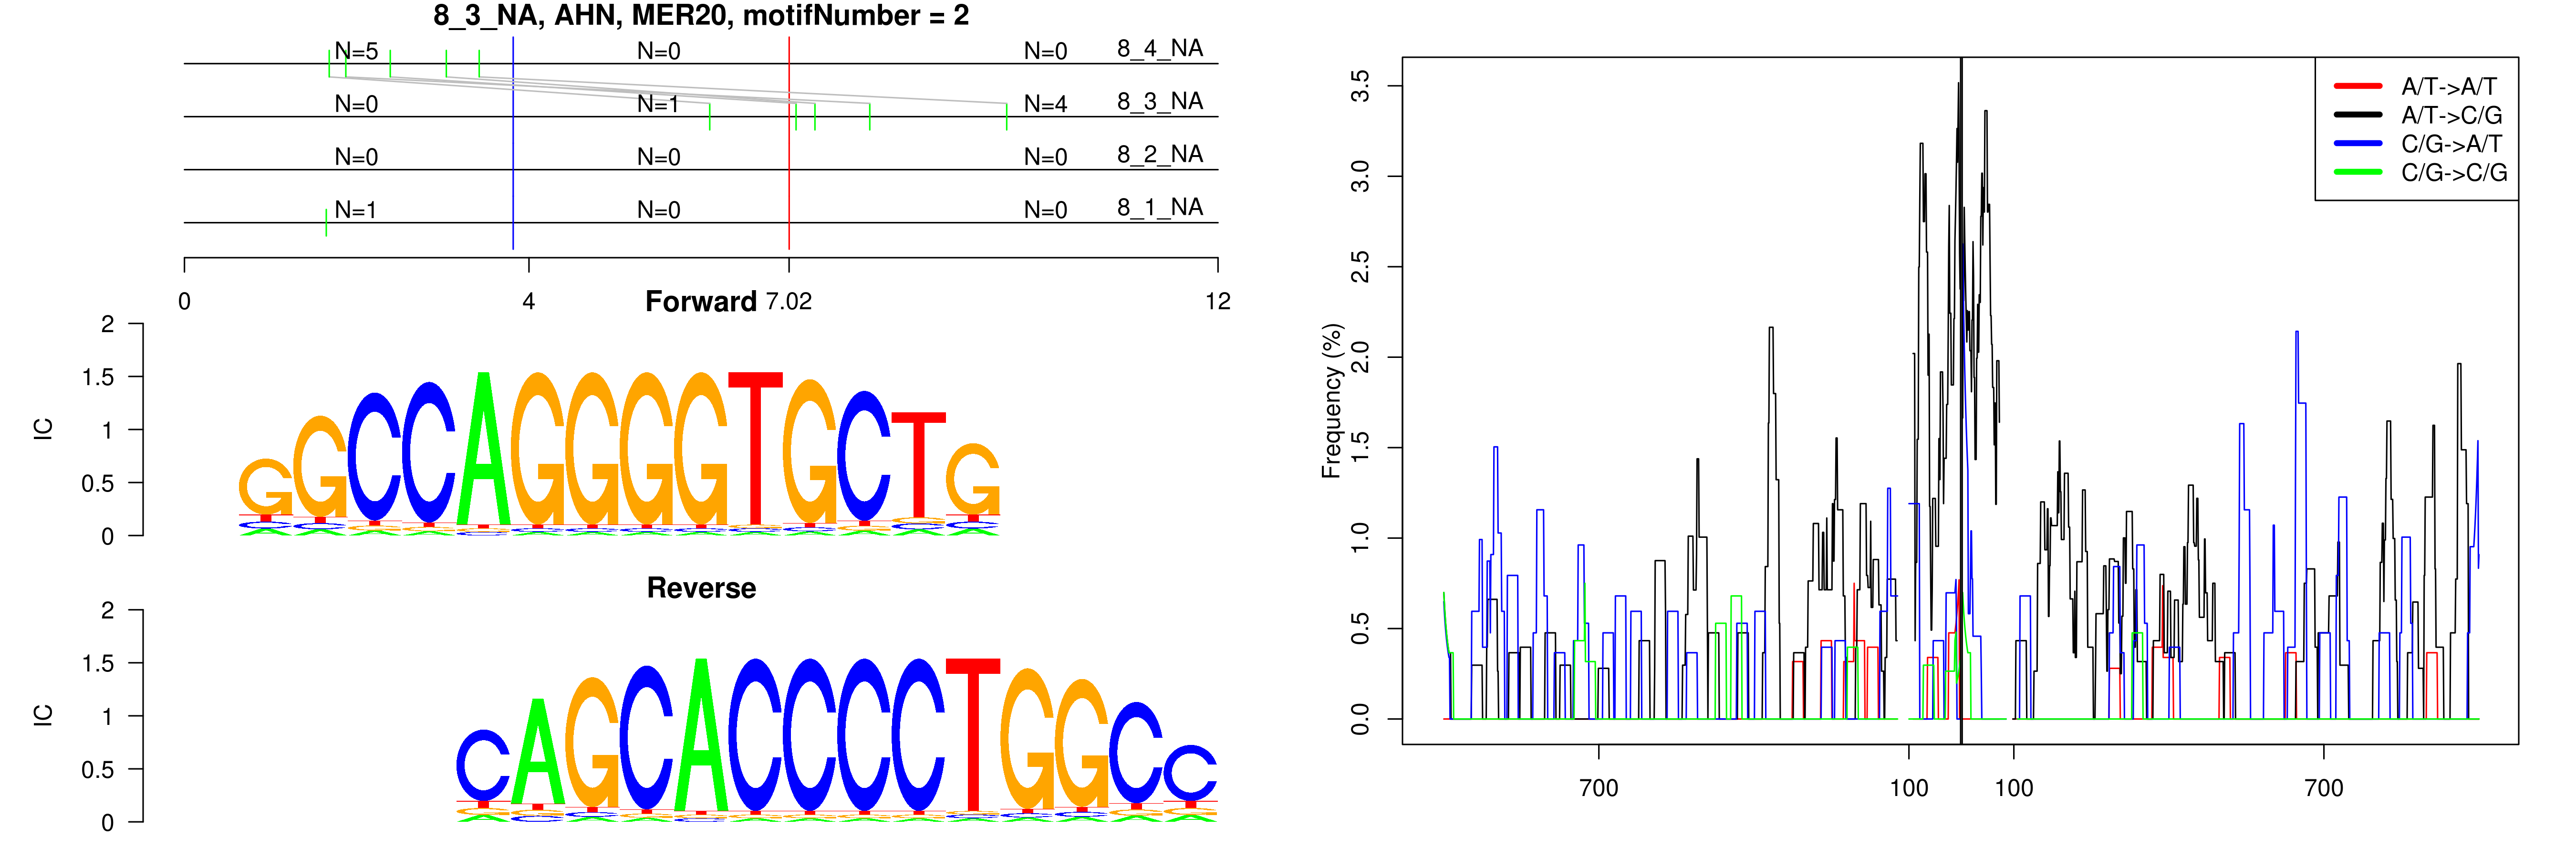 8_3_NA, AHN, MER20, motifNumber = 2
N=5 N=0 N=0 8_4_NA
N=0 N=1 N=4 8_3_NA
N=0 N=0 N=0 8_2_NA
N=1 N=0 N=0 8_1_NA
0 4 7.02 12
Forward
IC
2
1.5
1
0.5
0
GGCCAGGGGTGCTG
Reverse
IC
2
1.5
1
0.5
0
CAGCACCCCTGGCC
Frequency (%)
3.5
3.0
2.5
2.0
1.5
1.0
0.5
0.0
700 100 100 700
A/T->A/T
A/T->C/G
C/G->A/T
C/G->C/G